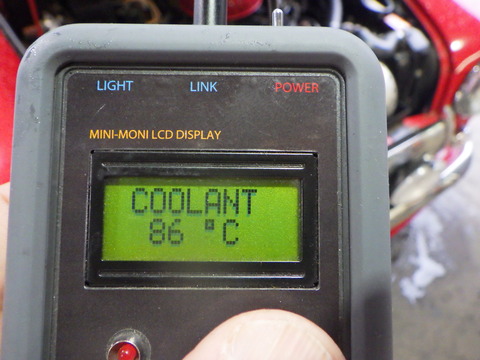 LIGHT LINK POWER
MINI-MONI LCD DISPLAY
COOLANT
86 °C